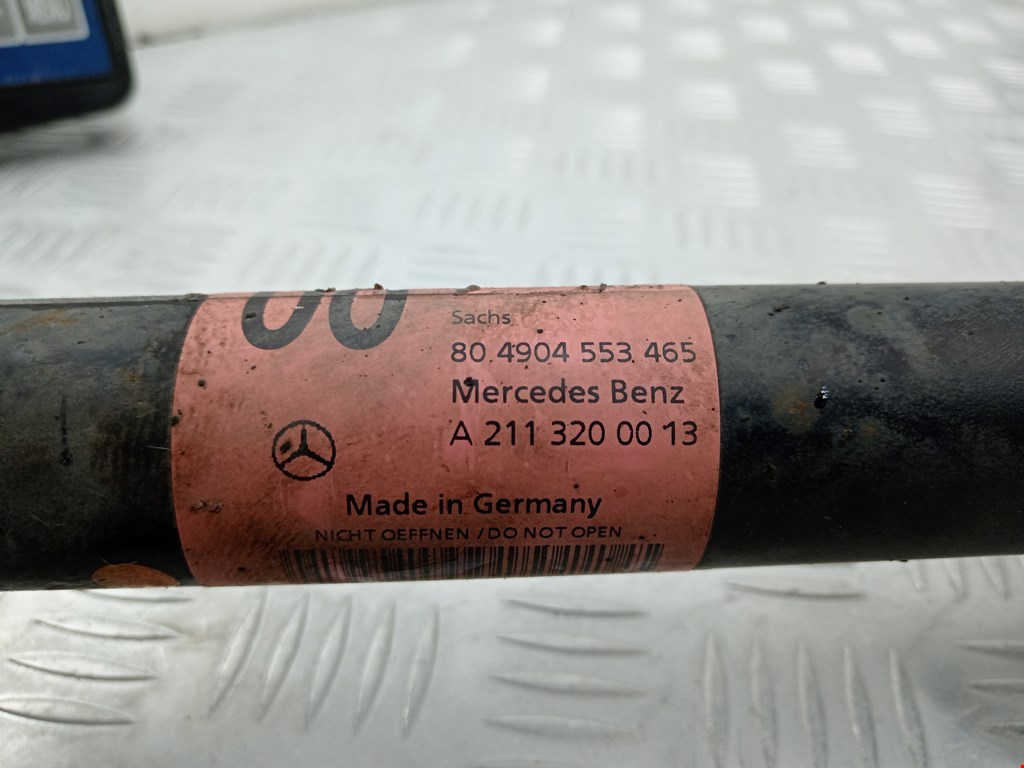 00
Sachs
80 4904 553 465
Mercedes Benz
A 211 320 00 13
Made in Germany
NICHT OEFFNEN / DO NOT OPEN